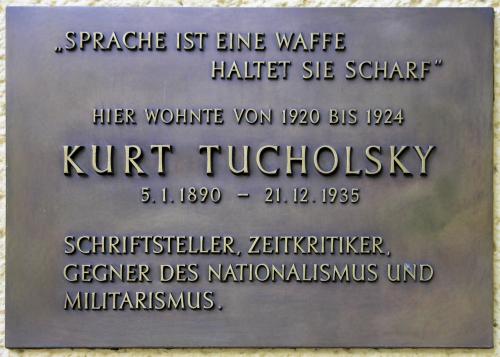 „SPRACHE IST EINE WAFFE
HALTET SIE SCHARF“
HIER WOHNTE VON 1920 BIS 1924
KURT TUCHOLSKY
5.1.1890 – 21.12.1935
SCHRIFTSTELLER, ZEITKRITIKER,
GEGNER DES NATIONALISMUS UND
MILITARISMUS.